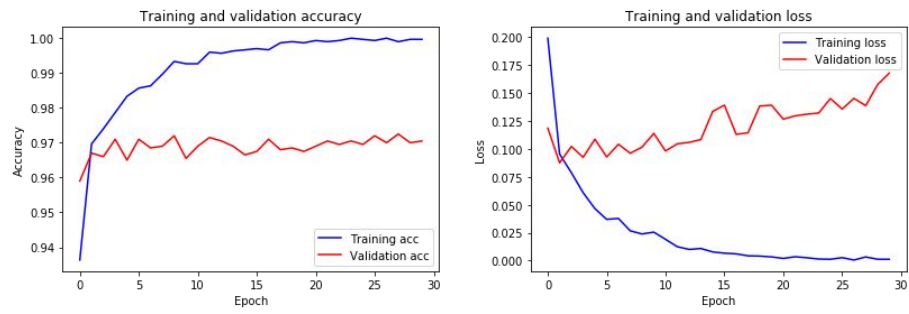 Training and validation accuracy
1.00
0.99
0.98
0.97
0.96
0.95
0.94
Accuracy
Training acc
Validation acc
0 5 10 15 20 25 30
Epoch
Training and validation loss
0.200
0.175
0.150
0.125
0.100
0.075
0.050
0.025
0.000
Loss
Training loss
Validation loss
0 5 10 15 20 25 30
Epoch